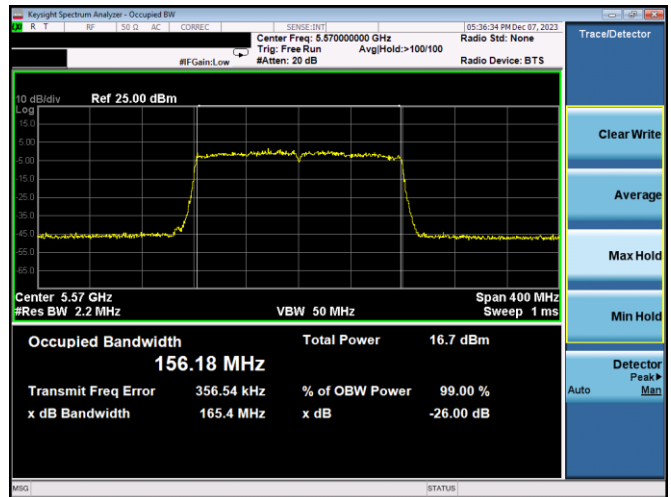 Keysight Spectrum Analyzer - Occupied BW
R T RF 50 Ω AC CORREC SENSE:INT 05:36:34 PM Dec 07, 2023
Center Freq: 5.570000000 GHz Radio Std: None
Trig: Free Run Avg|Hold:>100/100
#IFGain:Low #Atten: 20 dB Radio Device: BTS
10 dB/div Ref 25.00 dBm
Log
15.0
5.00
-5.00
-15.0
-25.0
-35.0
-45.0
-55.0
-65.0
Center 5.57 GHz Span 400 MHz
#Res BW 2.2 MHz VBW 50 MHz Sweep 1 ms
Occupied Bandwidth Total Power 16.7 dBm
156.18 MHz
Transmit Freq Error 356.54 kHz % of OBW Power 99.00 %
x dB Bandwidth 165.4 MHz x dB -26.00 dB
MSG STATUS
Trace/Detector
Clear Write
Average
Max Hold
Min Hold
Detector
Peak▶
Auto Man